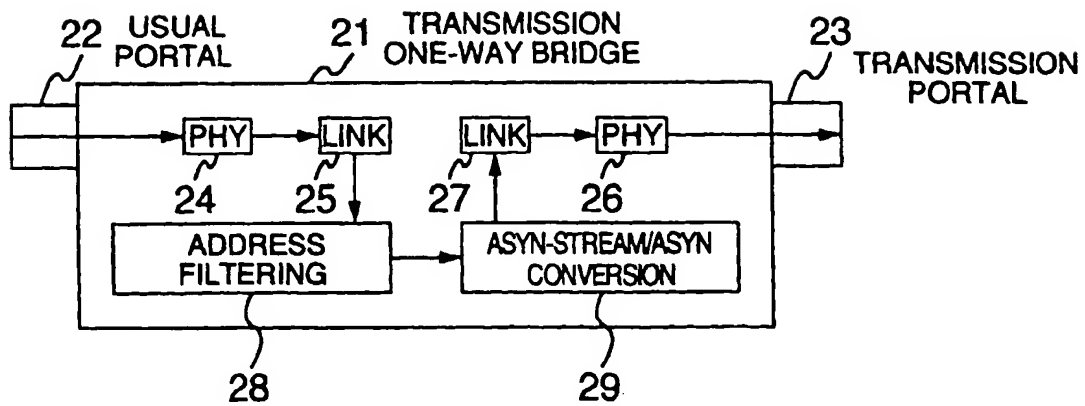 22 USUAL
PORTAL
21 TRANSMISSION
ONE-WAY BRIDGE
23
TRANSMISSION
PORTAL
PHY
LINK
LINK
PHY
24
25
27
26
ADDRESS
FILTERING
ASYN-STREAM/ASYN
CONVERSION
28
29